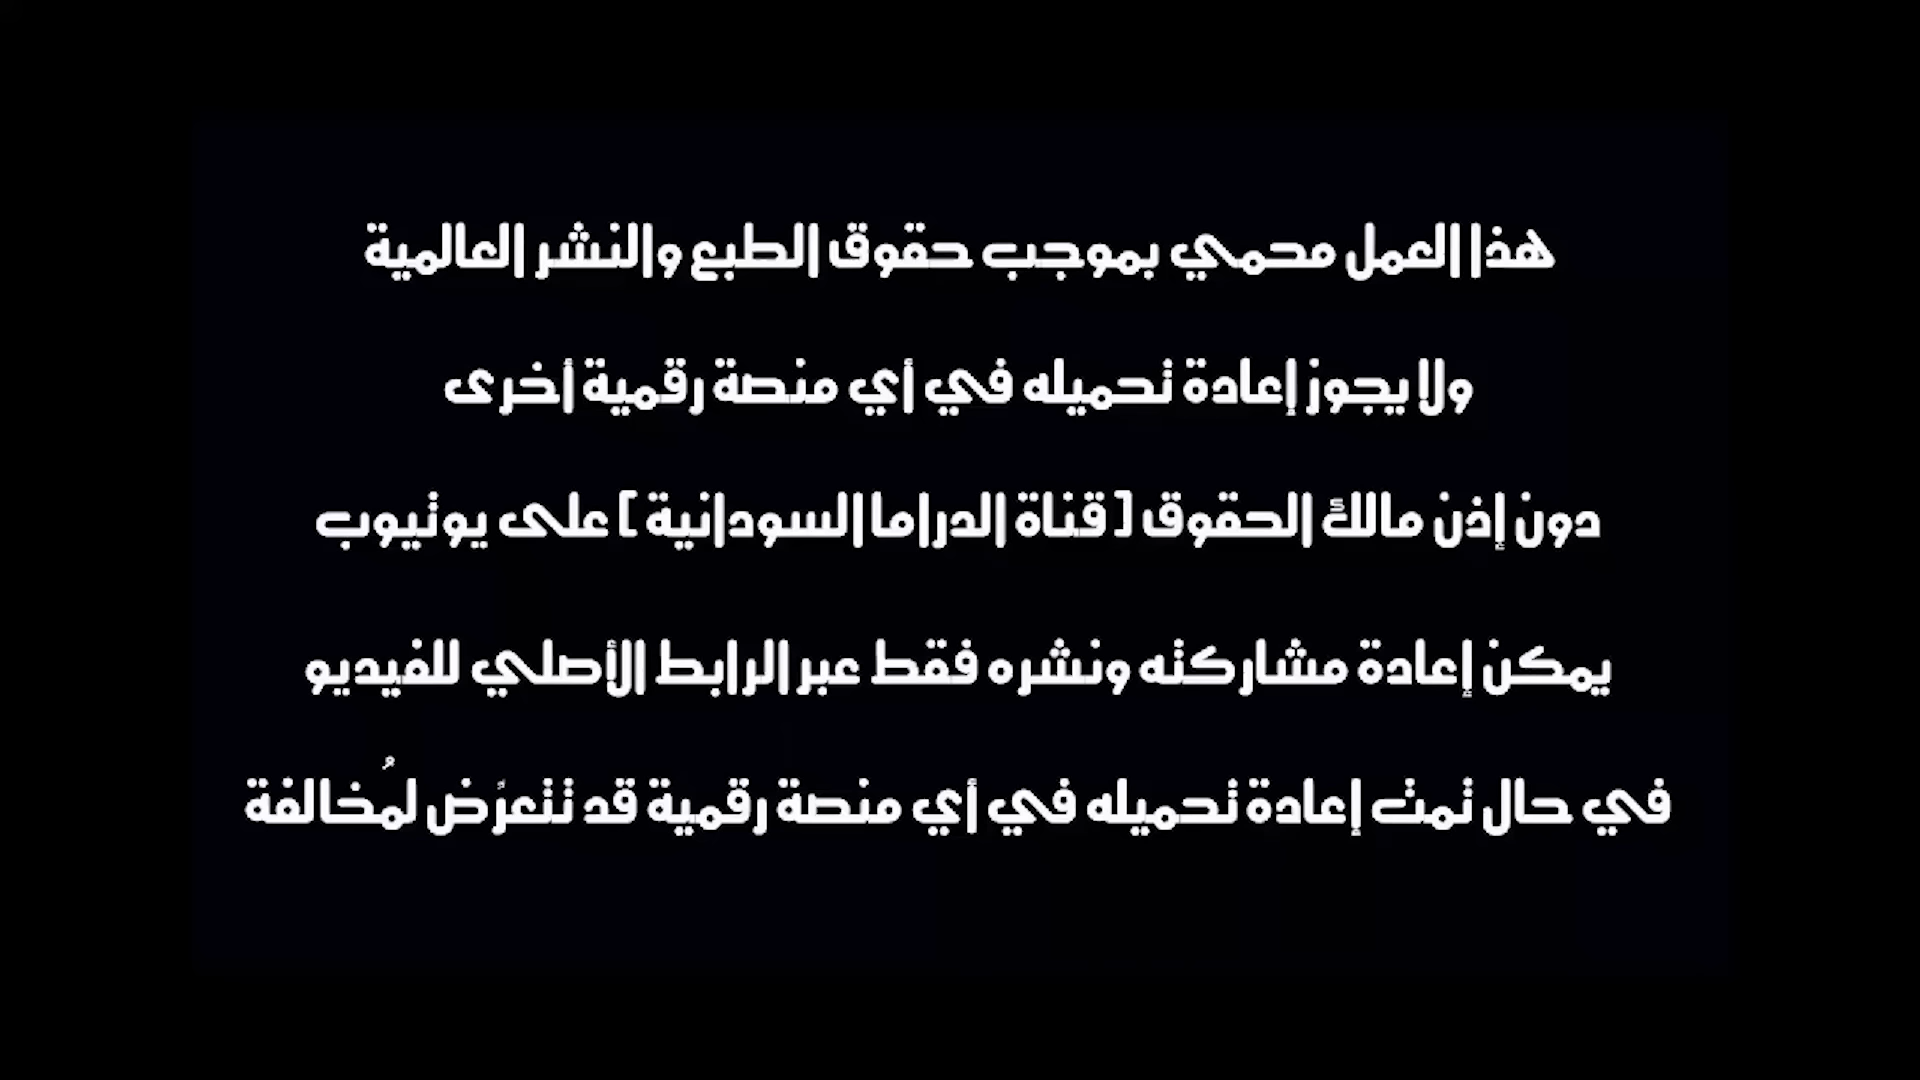 هذا العمل محمي بموجب حقوق الطبع والنشر العالمية
ولا يجوز إعادة تحميله في أي منصة رقمية أخرى
دون إذن مالك الحقوق [ قناة الدراما السودانية ] على يوتيوب
يمكن إعادة مشاركته ونشره فقط عبر الرابط الأصلي للفيديو
في حال تمت إعادة تحميله في أي منصة رقمية قد تتعرّض لمُخالفة